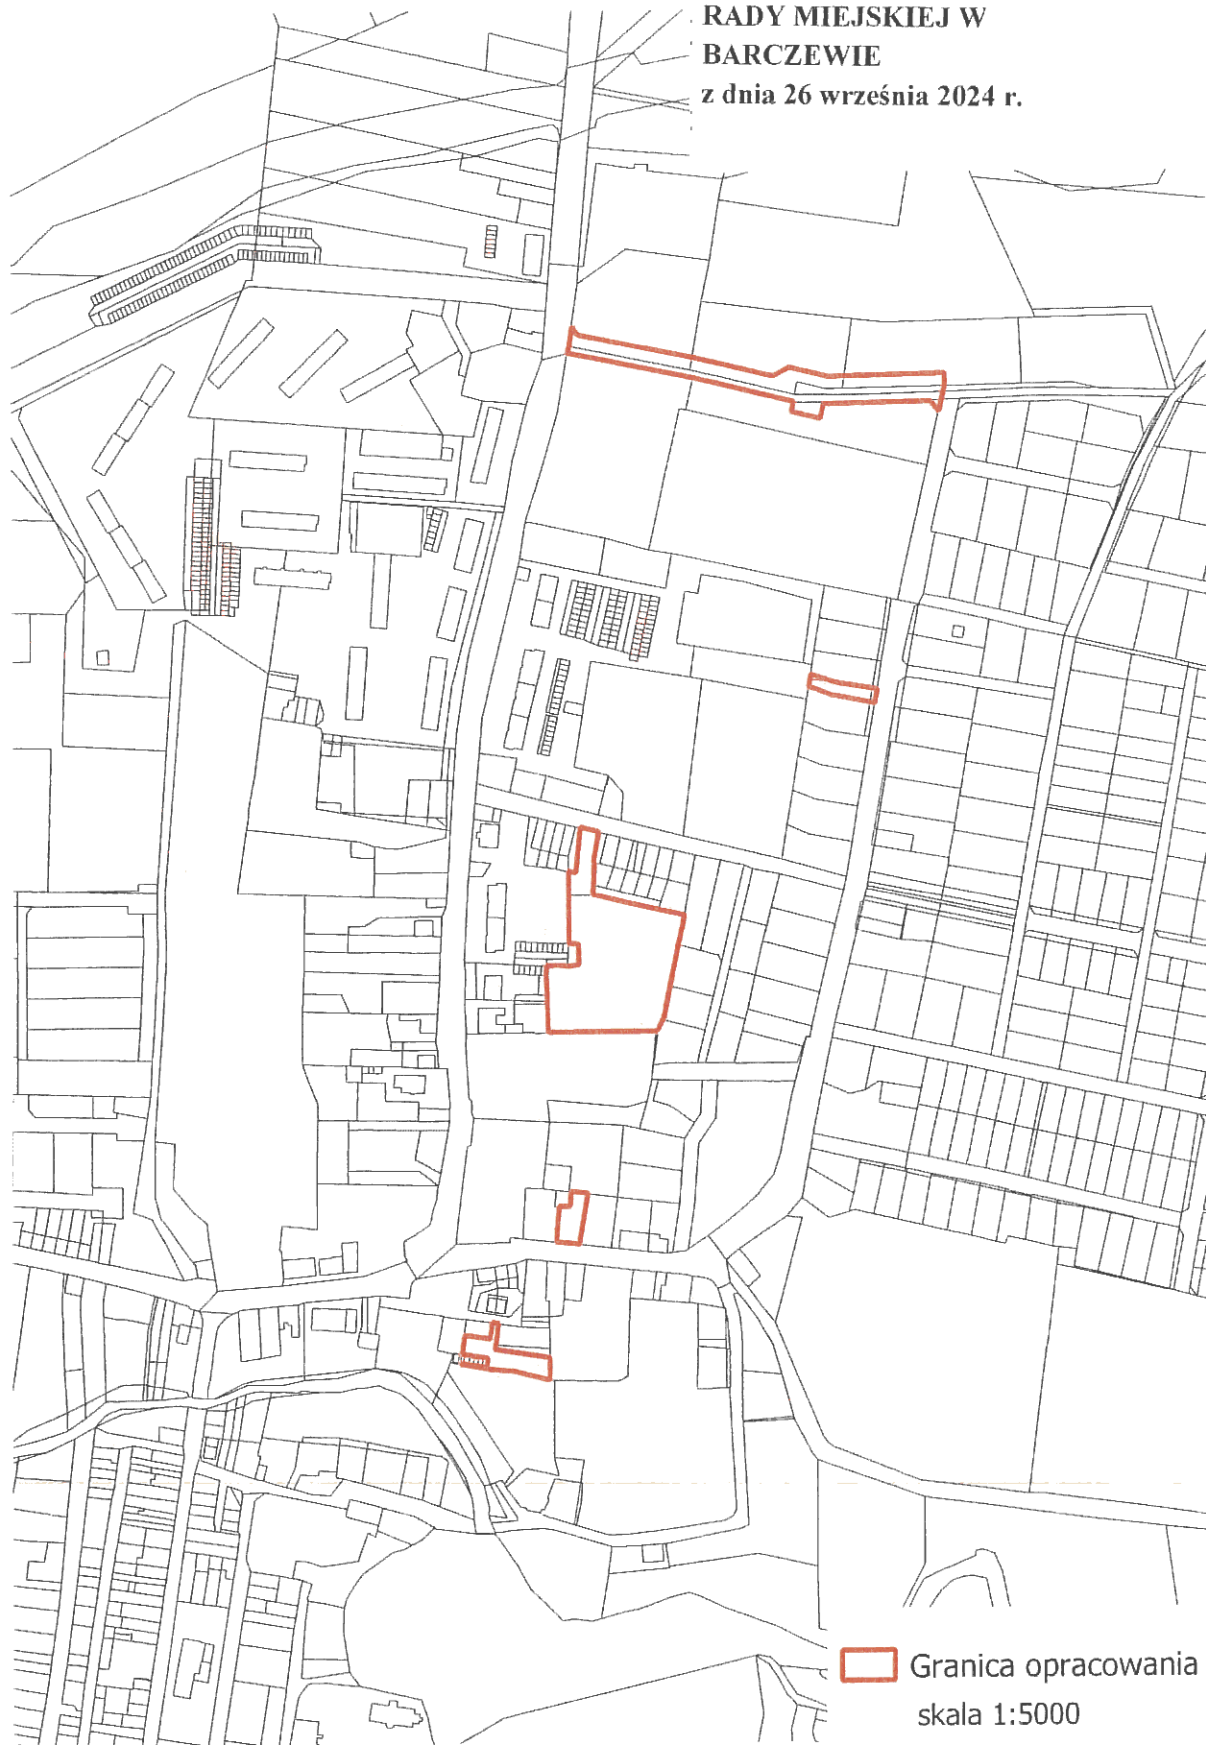 RADY MIEJSKIEJ W
BARCZEWIE
z dnia 26 września 2024 r.
Granica opracowania
skala 1:5000